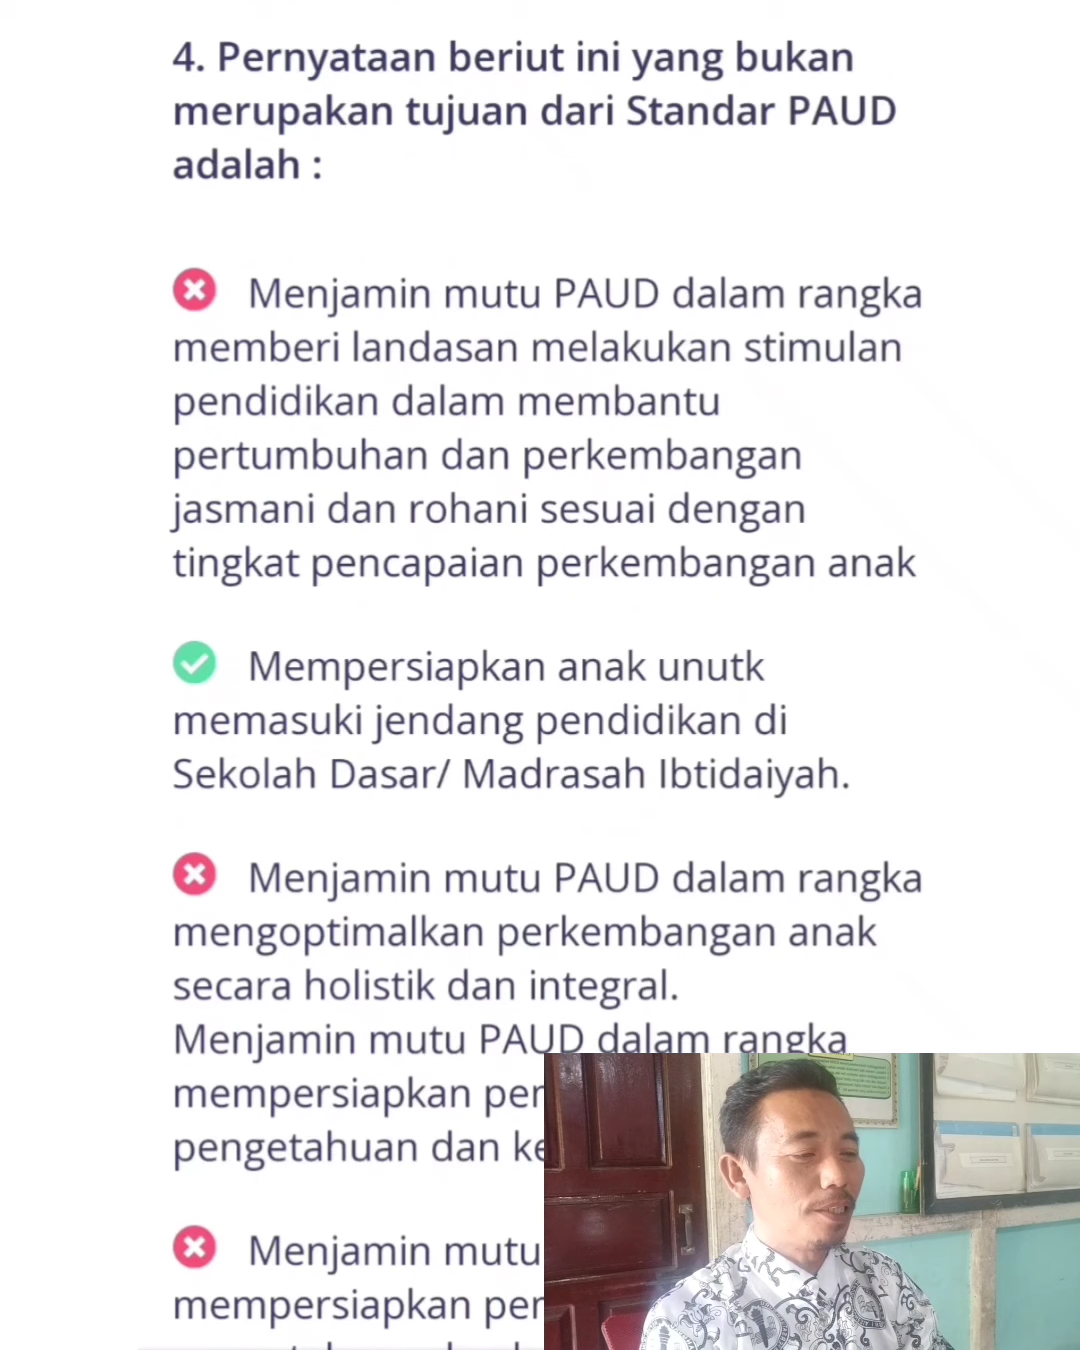 4. Pernyataan beriut ini yang bukan
merupakan tujuan dari Standar PAUD
adalah :
Menjamin mutu PAUD dalam rangka
memberi landasan melakukan stimulan
pendidikan dalam membantu
pertumbuhan dan perkembangan
jasmani dan rohani sesuai dengan
tingkat pencapaian perkembangan anak
Mempersiapkan anak unutk
memasuki jendang pendidikan di
Sekolah Dasar/ Madrasah Ibtidaiyah.
Menjamin mutu PAUD dalam rangka
mengoptimalkan perkembangan anak
secara holistik dan integral.
Menjamin mutu PAUD dalam rangka
mempersiapkan
pengetahuan dan
Menjamin mutu
mempersiapkan